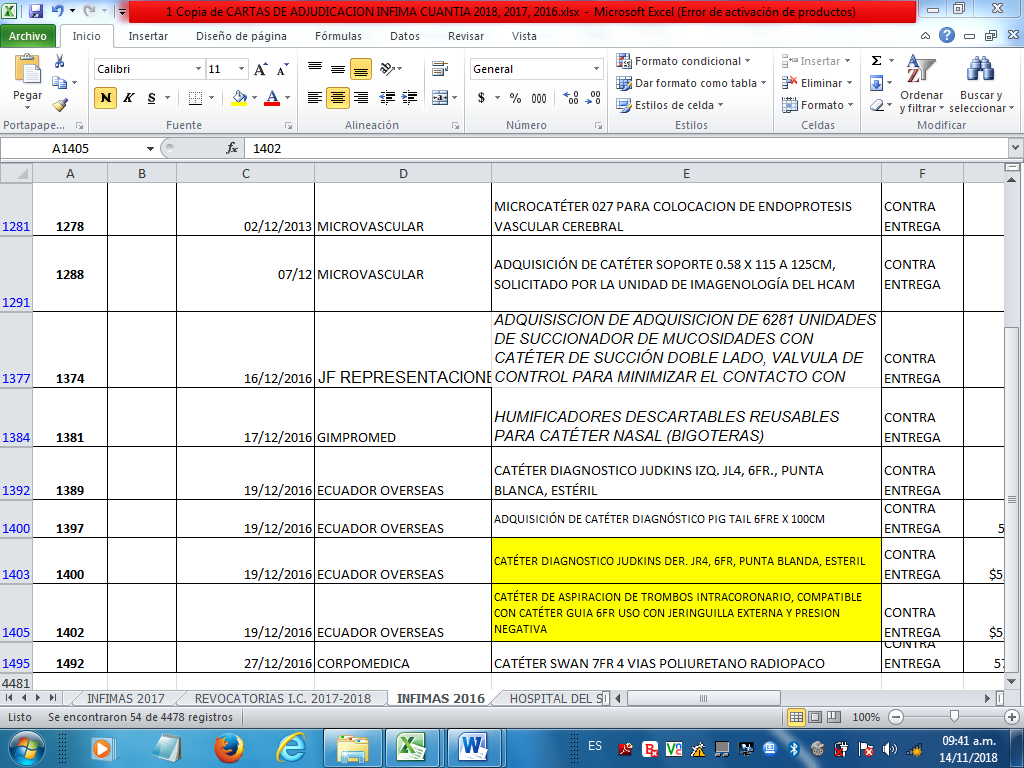 1 Copia de CARTAS DE ADJUDICACION INFIMA CUANTIA 2018, 2017, 2016.xlsx - Microsoft Excel (Error de activación de productos)
Archivo Inicio Insertar Diseño de página Fórmulas Datos Revisar Vista
Pegar
Calibri 11
N K S
General
$ % 000
Formato condicional
Dar formato como tabla
Estilos de celda
Insertar
Eliminar
Formato
Σ
Ordenar y filtrar
Buscar y seleccionar
Portapape... Fuente Alineación Número Estilos Celdas Modificar
A1405 fx 1402
A B C D E F
1281 1278 02/12/2013 MICROVASCULAR MICROCATÉTER 027 PARA COLOCACION DE ENDOPROTESIS CONTRA
VASCULAR CEREBRAL ENTREGA
1291 1288 07/12 MICROVASCULAR ADQUISICIÓN DE CATÉTER SOPORTE 0.58 X 115 A 125CM, CONTRA
SOLICITADO POR LA UNIDAD DE IMAGENOLOGÍA DEL HCAM ENTREGA
1377 1374 16/12/2016 JF REPRESENTACIONE ADQUISISCION DE ADQUISICION DE 6281 UNIDADES
DE SUCCIONADOR DE MUCOSIDADES CON
CATÉTER DE SUCCIÓN DOBLE LADO, VALVULA DE CONTRA
CONTROL PARA MINIMIZAR EL CONTACTO CON ENTREGA
1384 1381 17/12/2016 GIMPROMED HUMIFICADORES DESCARTABLES REUSABLES CONTRA
PARA CATÉTER NASAL (BIGOTERAS) ENTREGA
1392 1389 19/12/2016 ECUADOR OVERSEAS CATÉTER DIAGNOSTICO JUDKINS IZQ. JL4, 6FR., PUNTA CONTRA
BLANCA, ESTÉRIL ENTREGA
1400 1397 19/12/2016 ECUADOR OVERSEAS ADQUISICIÓN DE CATÉTER DIAGNÓSTICO PIG TAIL 6FRE X 100CM CONTRA
ENTREGA 5
1403 1400 19/12/2016 ECUADOR OVERSEAS CATÉTER DIAGNOSTICO JUDKINS DER. JR4, 6FR, PUNTA BLANDA, ESTERIL CONTRA
ENTREGA $5
1405 1402 19/12/2016 ECUADOR OVERSEAS CATÉTER DE ASPIRACION DE TROMBOS INTRACORONARIO, COMPATIBLE
CON CATÉTER GUIA 6FR USO CON JERINGUILLA EXTERNA Y PRESION CONTRA
NEGATIVA ENTREGA $5
1495 1492 27/12/2016 CORPOMEDICA CATÉTER SWAN 7FR 4 VIAS POLIURETANO RADIOPACO CONTRA
ENTREGA 57
4481
INFIMAS 2017 REVOCATORIAS I.C. 2017-2018 INFIMAS 2016 HOSPITAL DEL S
Listo Se encontraron 54 de 4478 registros 100%
ES 09:41 a.m.
14/11/2018